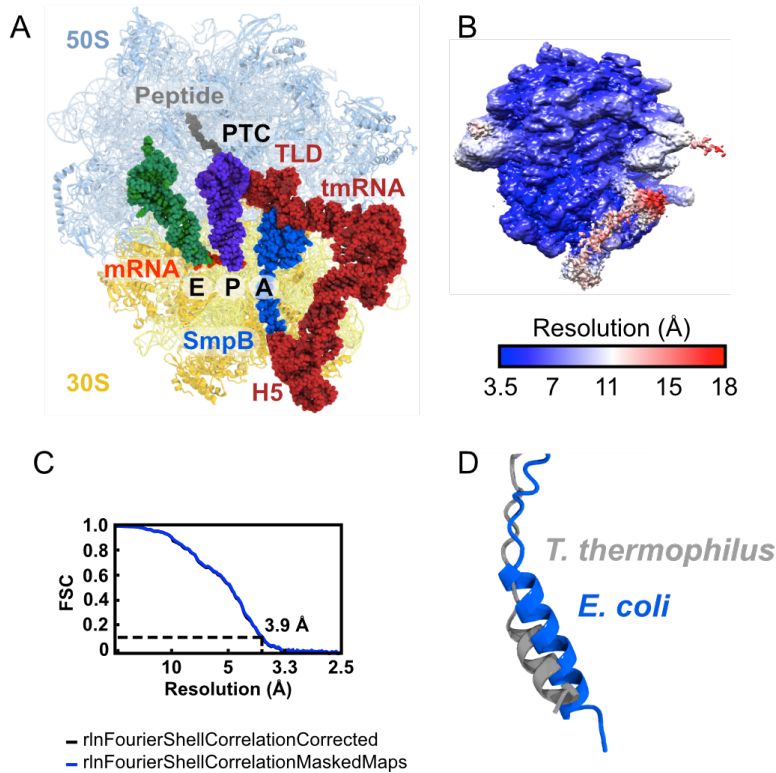 A
50S
Peptide
PTC
TLD
tmRNA
mRNA
E P A
SmpB
30S
H5
B
Resolution (Å)
3.5 7 11 15 18
C
FSC
1.0
0.8
0.6
0.4
0.2
0
3.9 Å
10 5 3.3 2.5
Resolution (Å)
rlnFourierShellCorrelationCorrected
rlnFourierShellCorrelationMaskedMaps
D
T. thermophilus
E. coli